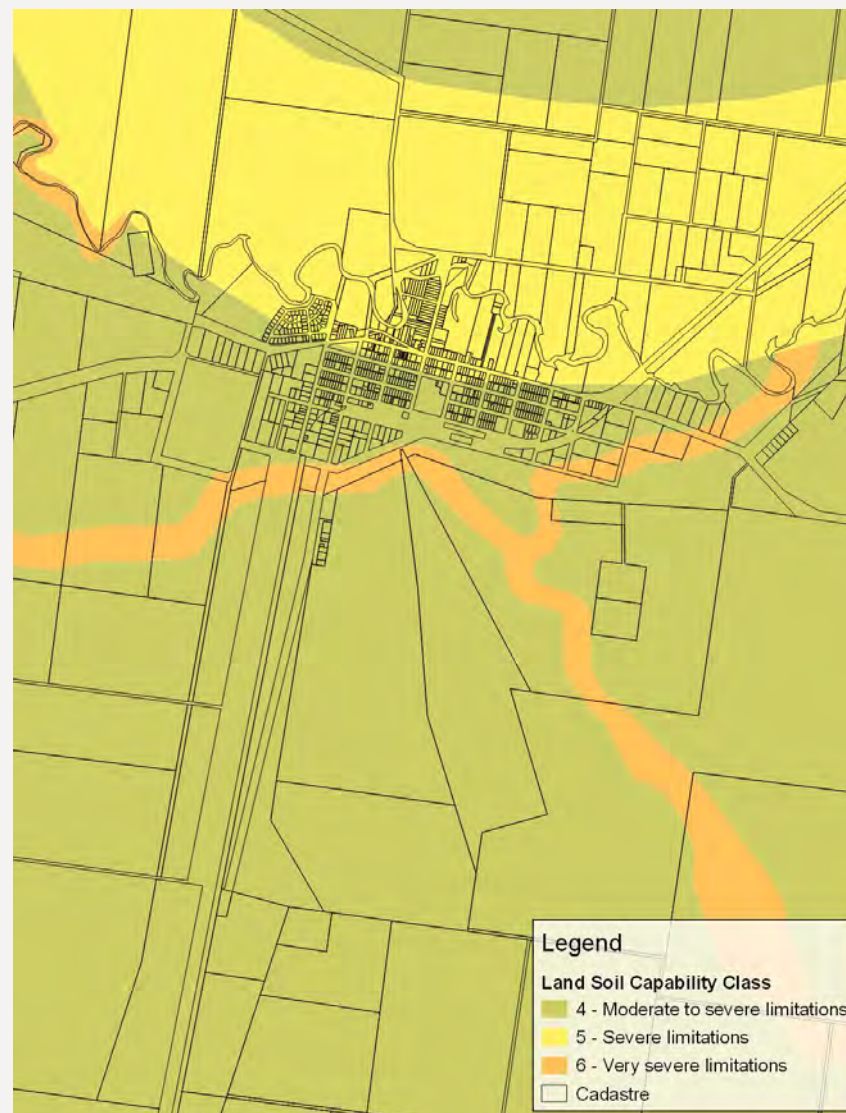 Legend
Land Soil Capability Class
4 - Moderate to severe limitations
5 - Severe limitations
6 - Very severe limitations
Cadastre